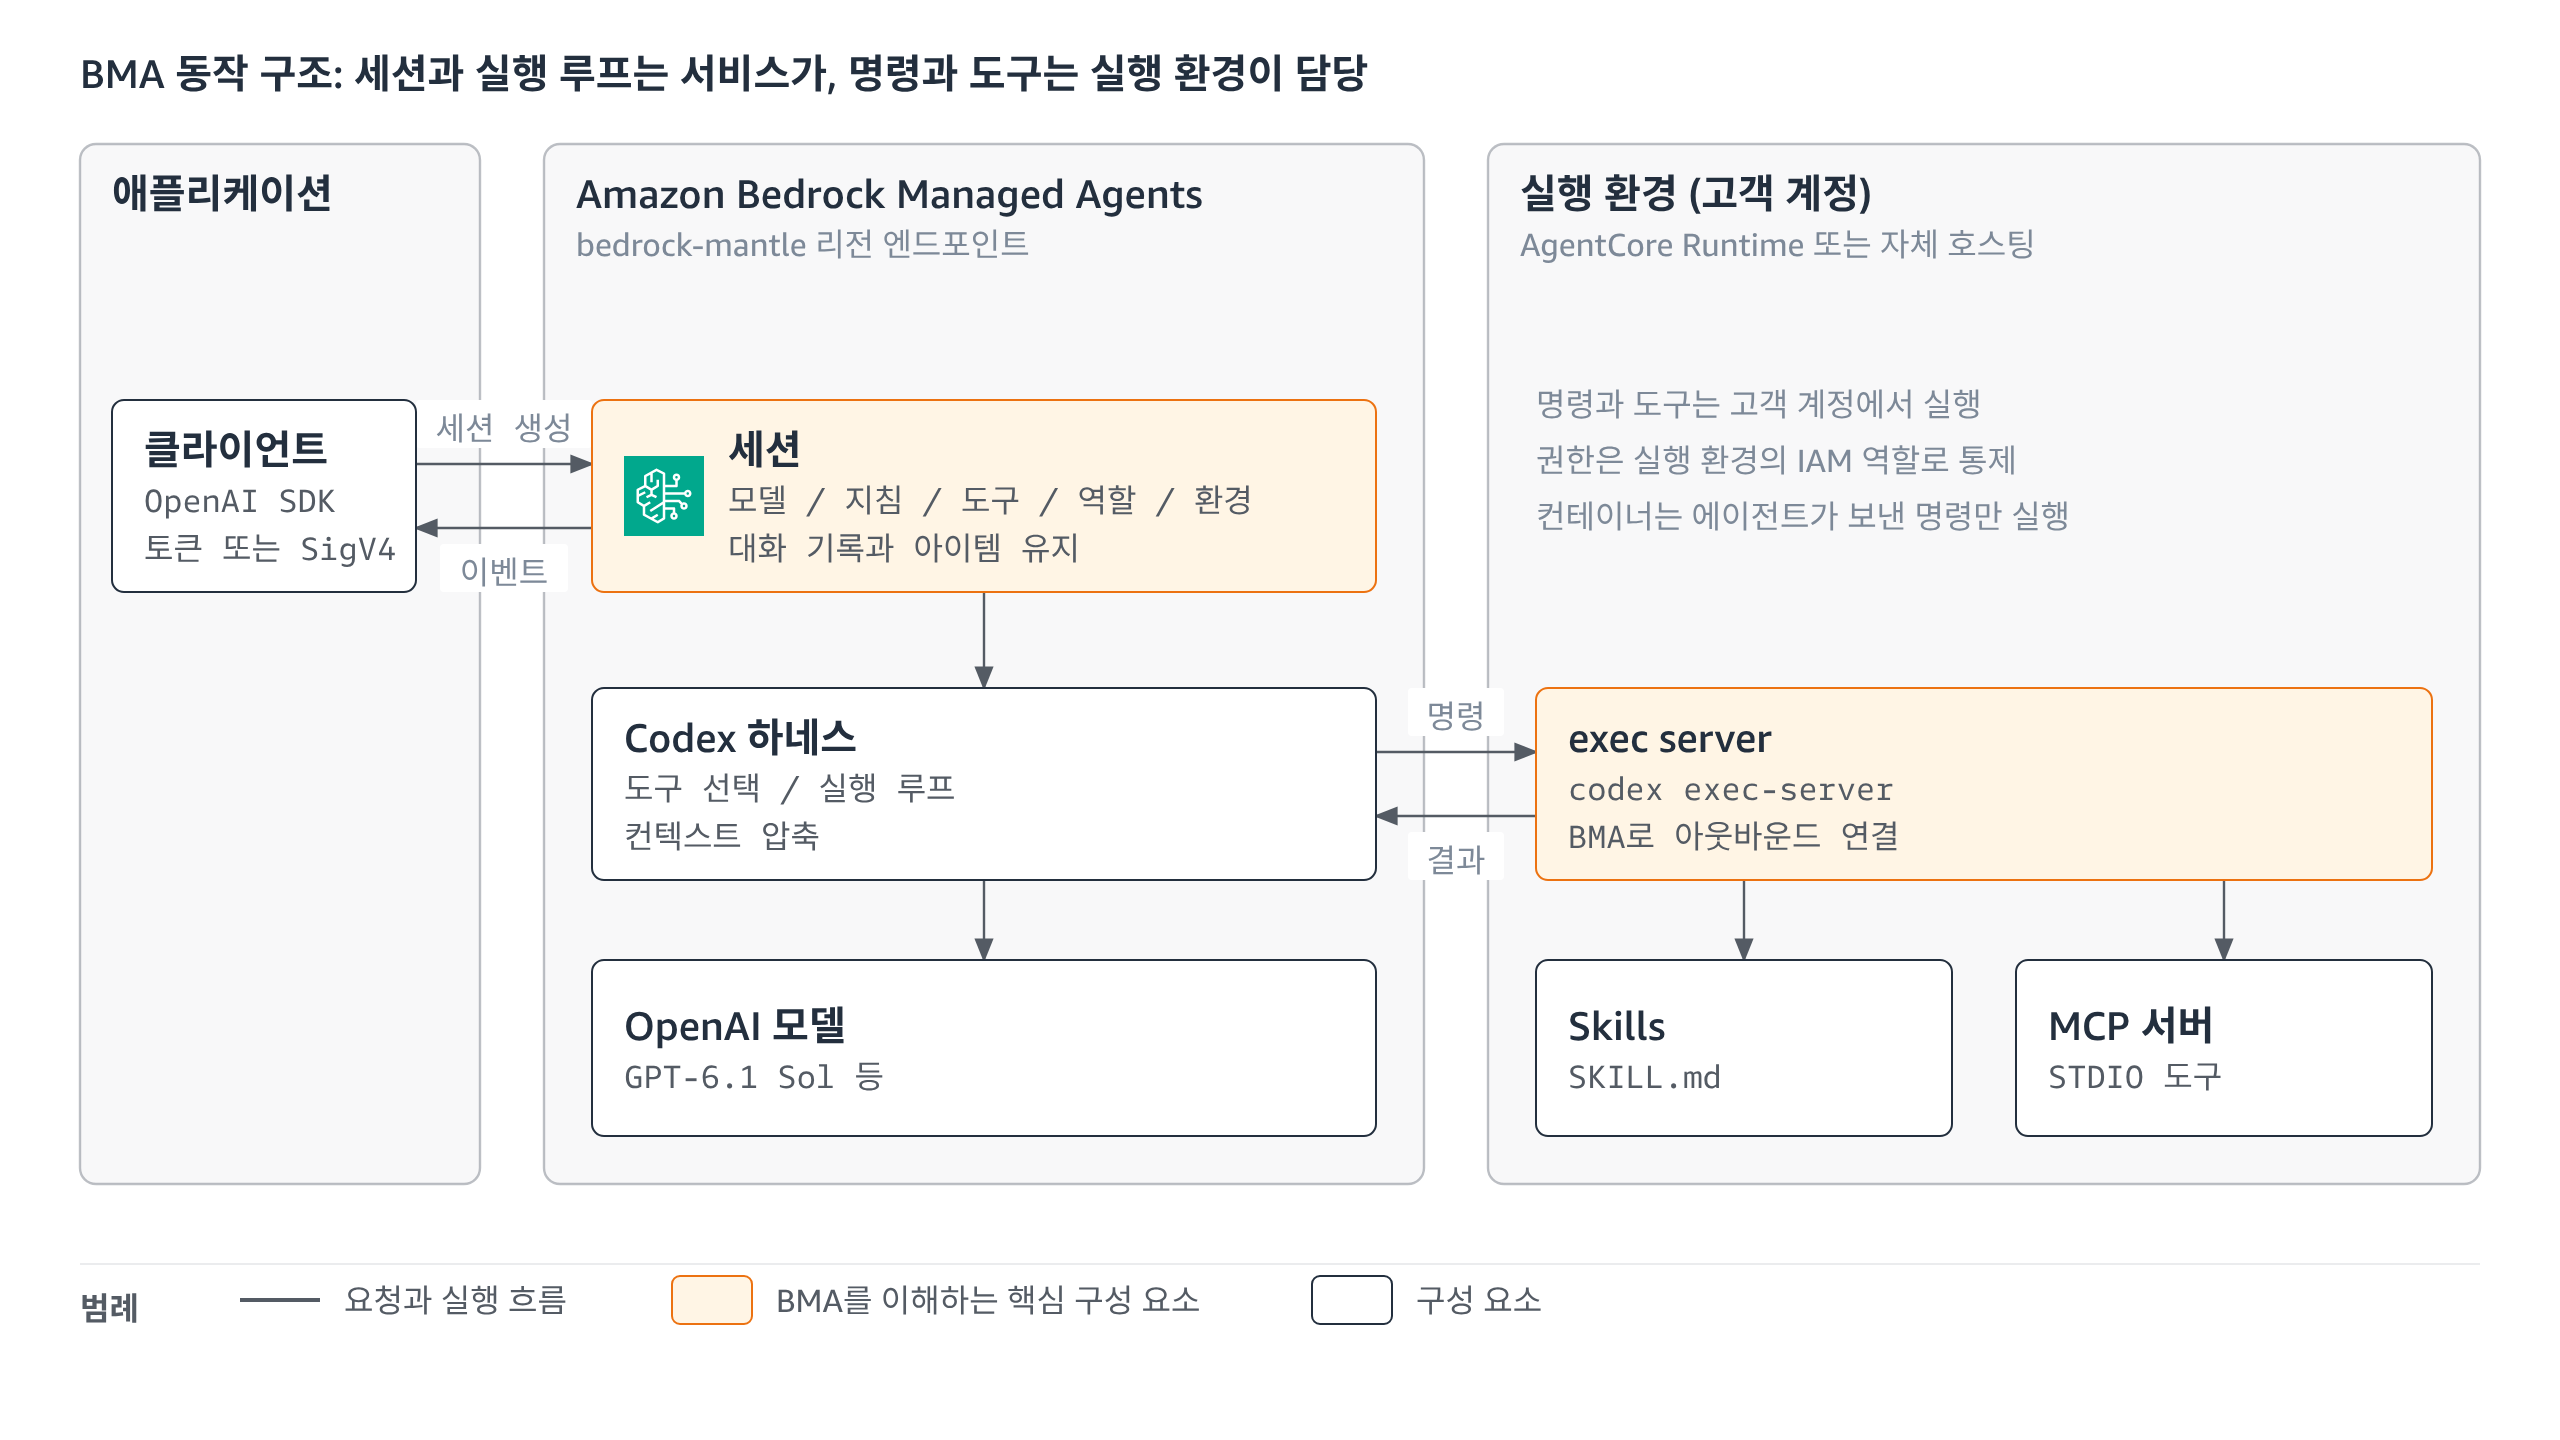 BMA 동작 구조: 세션과 실행 루프는 서비스가, 명령과 도구는 실행 환경이 담당
애플리케이션
클라이언트
OpenAI SDK
토큰 또는 SigV4
세션 생성
이벤트
Amazon Bedrock Managed Agents
bedrock-mantle 리전 엔드포인트
세션
모델 / 지침 / 도구 / 역할 / 환경
대화 기록과 아이템 유지
Codex 하네스
도구 선택 / 실행 루프
컨텍스트 압축
OpenAI 모델
GPT-6.1 Sol 등
명령
결과
실행 환경 (고객 계정)
AgentCore Runtime 또는 자체 호스팅
명령과 도구는 고객 계정에서 실행
권한은 실행 환경의 IAM 역할로 통제
컨테이너는 에이전트가 보낸 명령만 실행
exec server
codex exec-server
BMA로 아웃바운드 연결
Skills
SKILL.md
MCP 서버
STDIO 도구
범례
요청과 실행 흐름
BMA를 이해하는 핵심 구성 요소
구성 요소